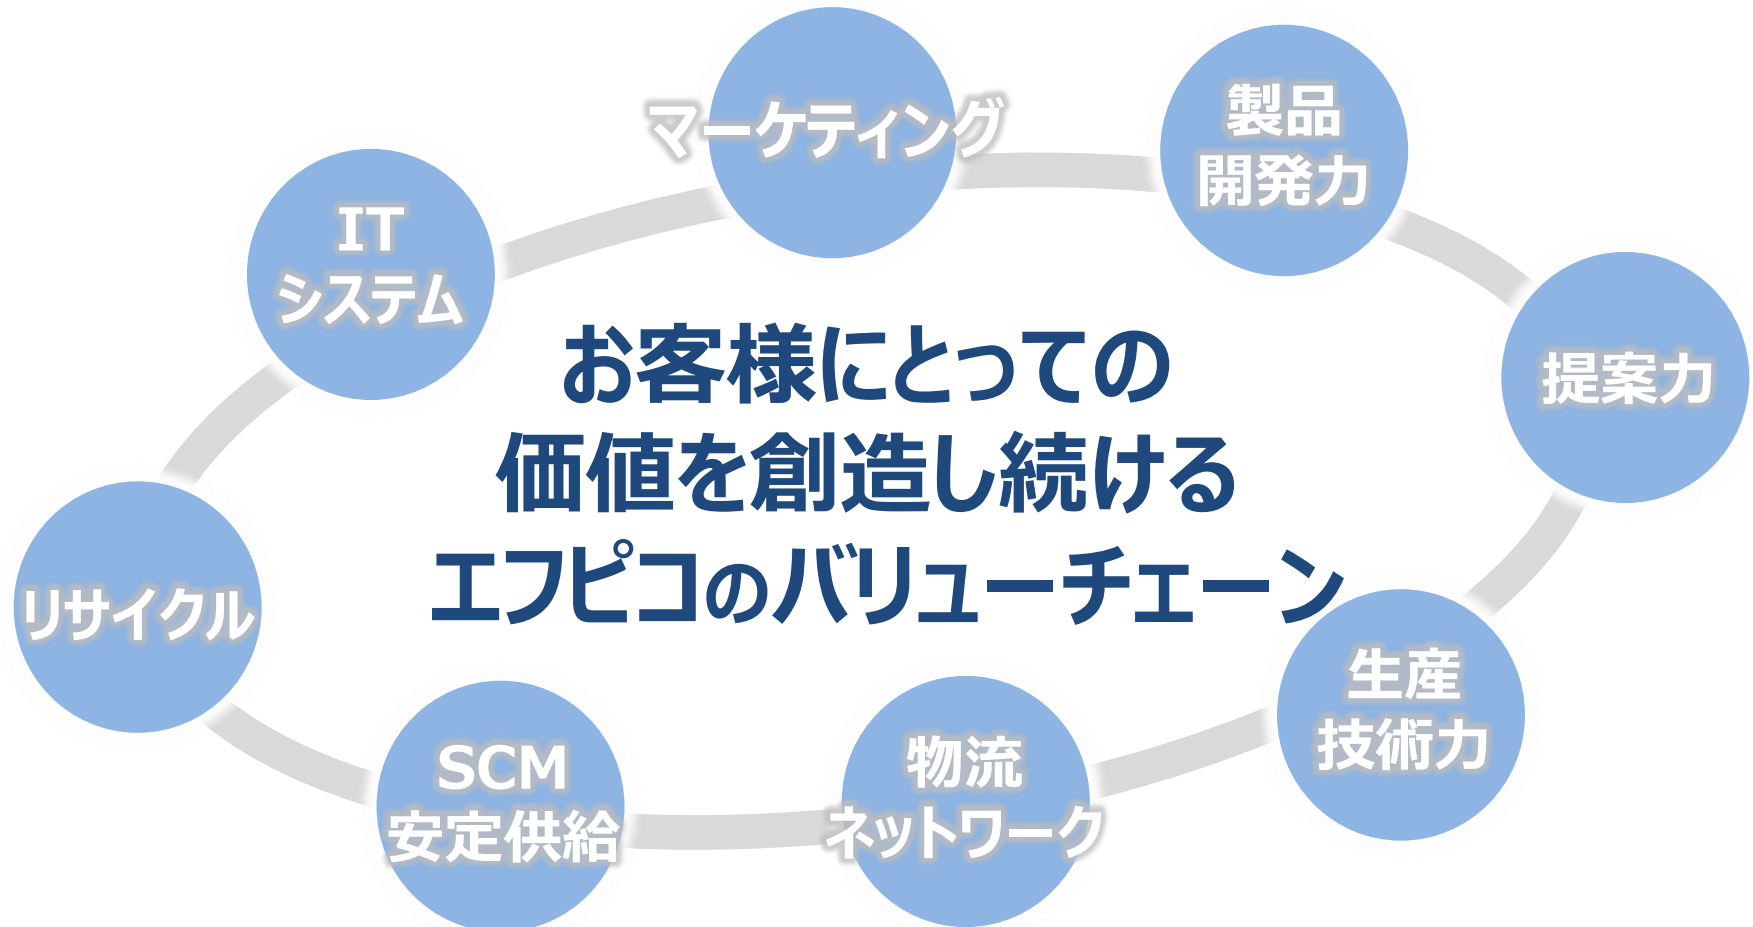 マーケティング
製品
開発力
IT
システム
提案力
お客様にとっての
価値を創造し続ける
エフピコのバリューチェーン
リサイクル
生産
技術力
SCM
安定供給
物流
ネットワーク